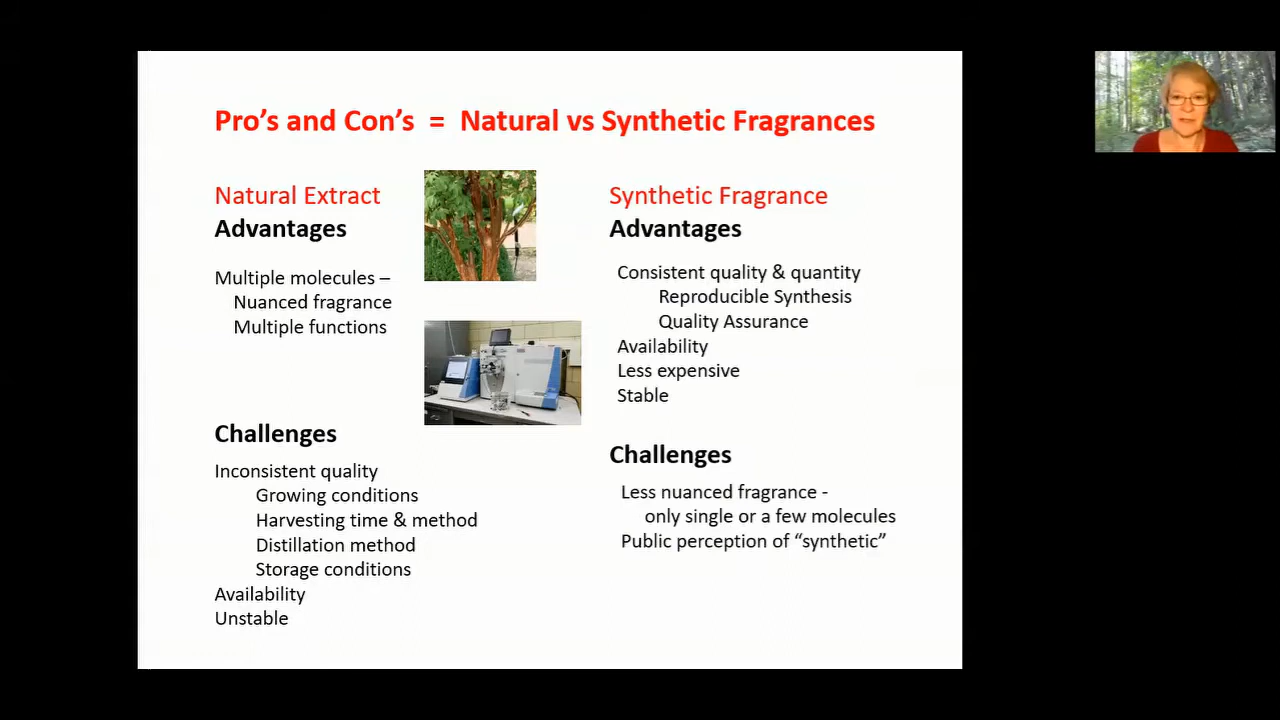 Pro’s and Con’s = Natural vs Synthetic Fragrances
Natural Extract
Advantages
Multiple molecules –
Nuanced fragrance
Multiple functions
Challenges
Inconsistent quality
Growing conditions
Harvesting time & method
Distillation method
Storage conditions
Availability
Unstable
Synthetic Fragrance
Advantages
Consistent quality & quantity
Reproducible Synthesis
Quality Assurance
Availability
Less expensive
Stable
Challenges
Less nuanced fragrance -
only single or a few molecules
Public perception of “synthetic”